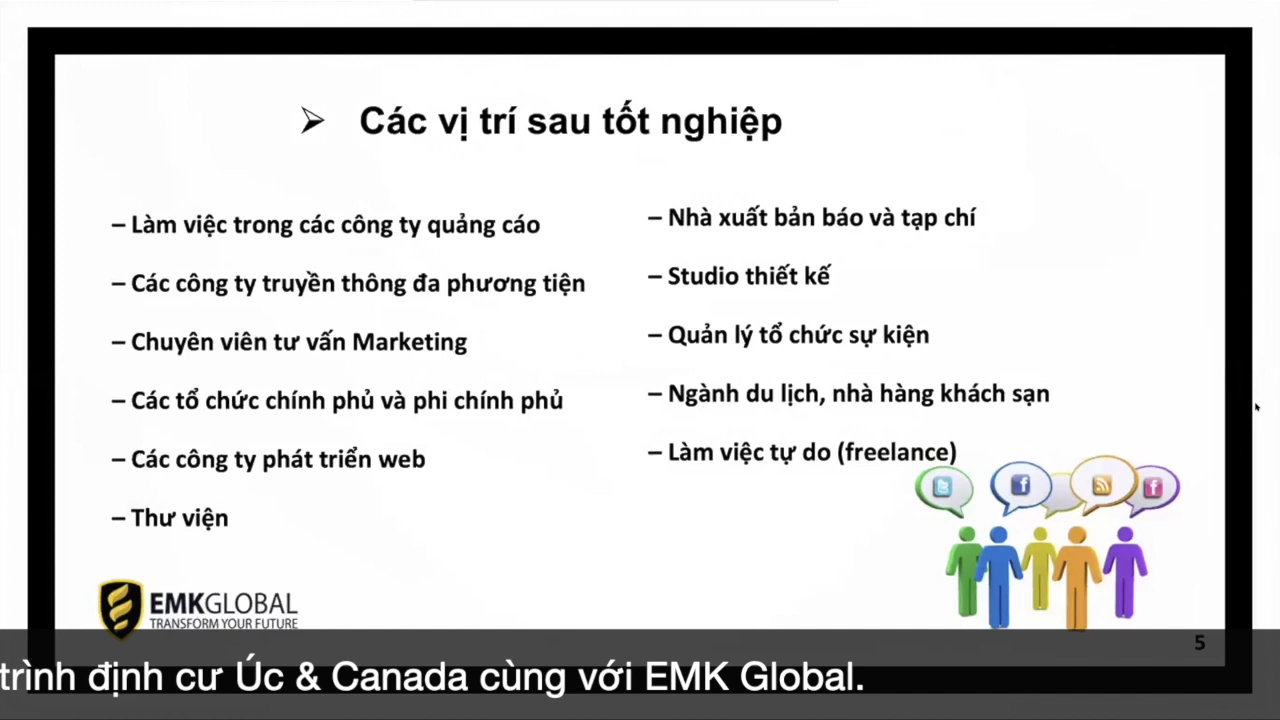 ➢ Các vị trí sau tốt nghiệp
– Làm việc trong các công ty quảng cáo
– Các công ty truyền thông đa phương tiện
– Chuyên viên tư vấn Marketing
– Các tổ chức chính phủ và phi chính phủ
– Các công ty phát triển web
– Thư viện
– Nhà xuất bản báo và tạp chí
– Studio thiết kế
– Quản lý tổ chức sự kiện
– Ngành du lịch, nhà hàng khách sạn
– Làm việc tự do (freelance)
EMKGLOBAL
TRANSFORM YOUR FUTURE
5
trình định cư Úc & Canada cùng với EMK Global.